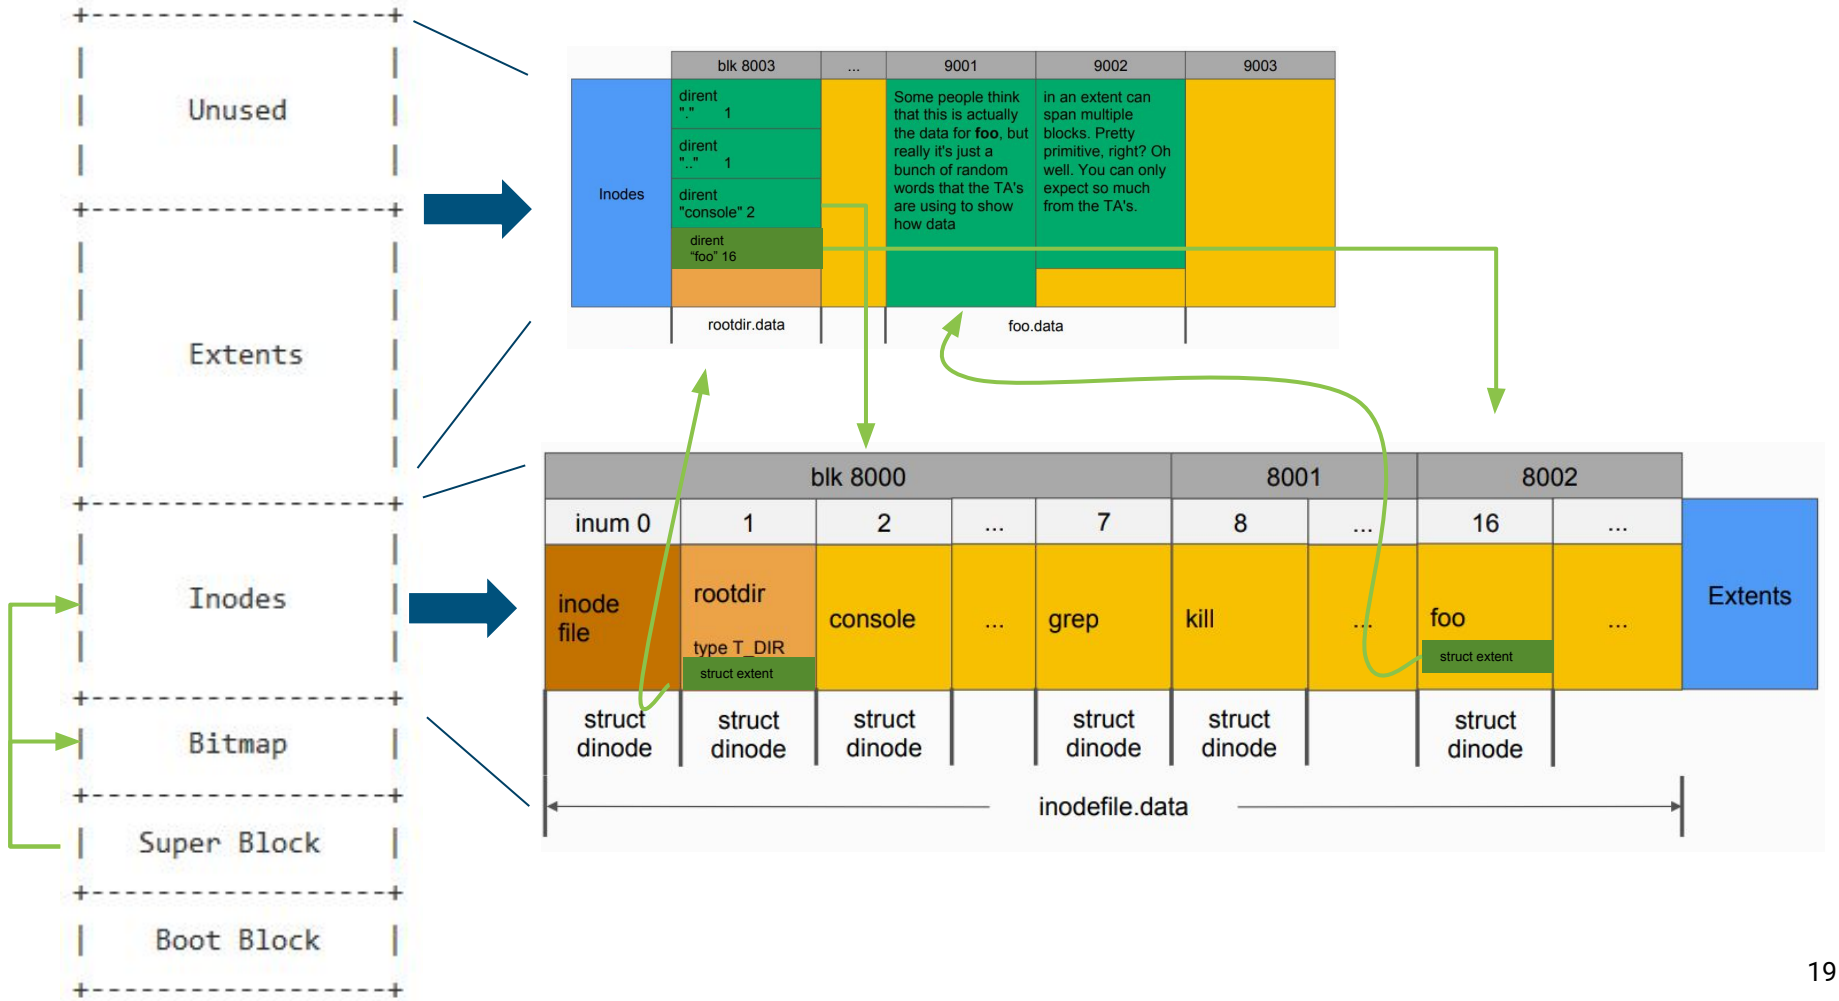 Unused
Extents
Inodes
Bitmap
Super Block
Boot Block
blk 8003
...
9001
9002
9003
Inodes
dirent
"." 1
dirent
".." 1
dirent
"console" 2
dirent
“foo” 16
Some people think
that this is actually
the data for foo, but
really it's just a
bunch of random
words that the TA's
are using to show
how data
in an extent can
span multiple
blocks. Pretty
primitive, right? Oh
well. You can only
expect so much
from the TA's.
rootdir.data
foo.data
blk 8000
8001
8002
inum 0
1
2
...
7
8
...
16
...
inode
file
rootdir
type T_DIR
struct extent
console
...
grep
kill
...
foo
struct extent
...
Extents
struct
dinode
struct
dinode
struct
dinode
struct
dinode
struct
dinode
struct
dinode
inodefile.data
19